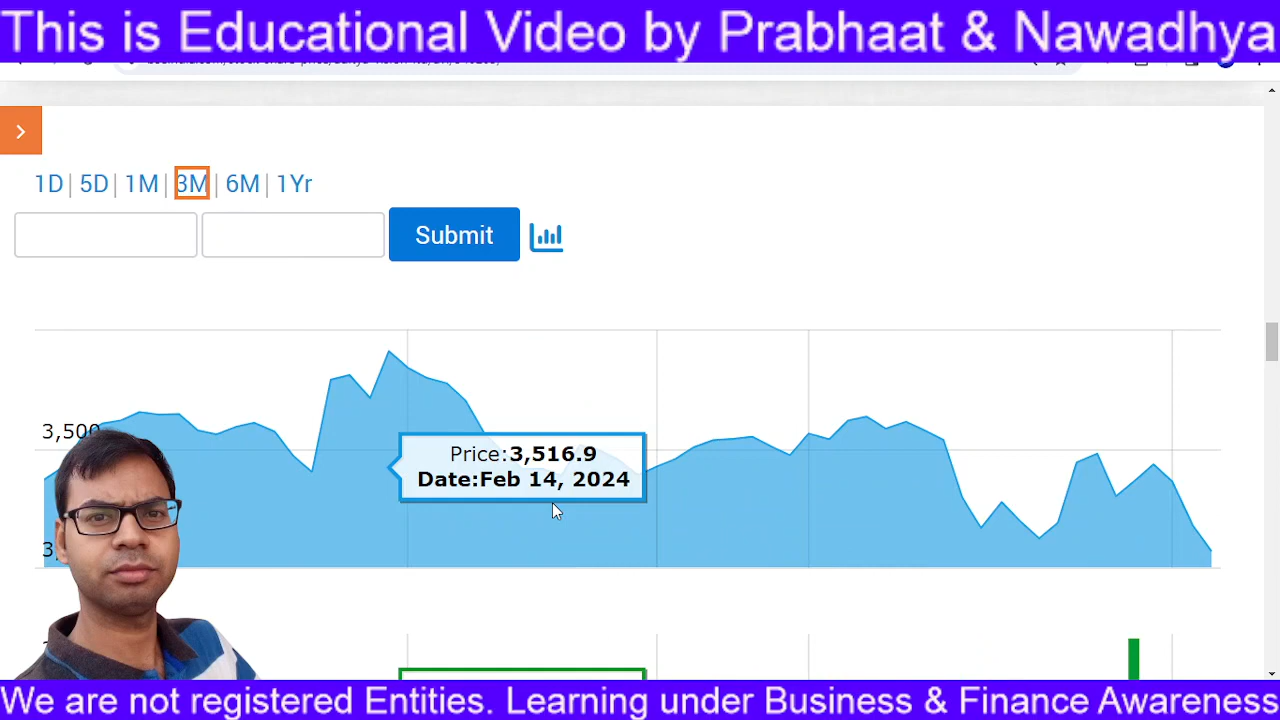 This is Educational Video by Prabhaat & Nawadhya
1D | 5D | 1M | 3M | 6M | 1Yr
Submit
3,500
Price:3,516.9
Date:Feb 14, 2024
We are not registered Entities. Learning under Business & Finance Awareness